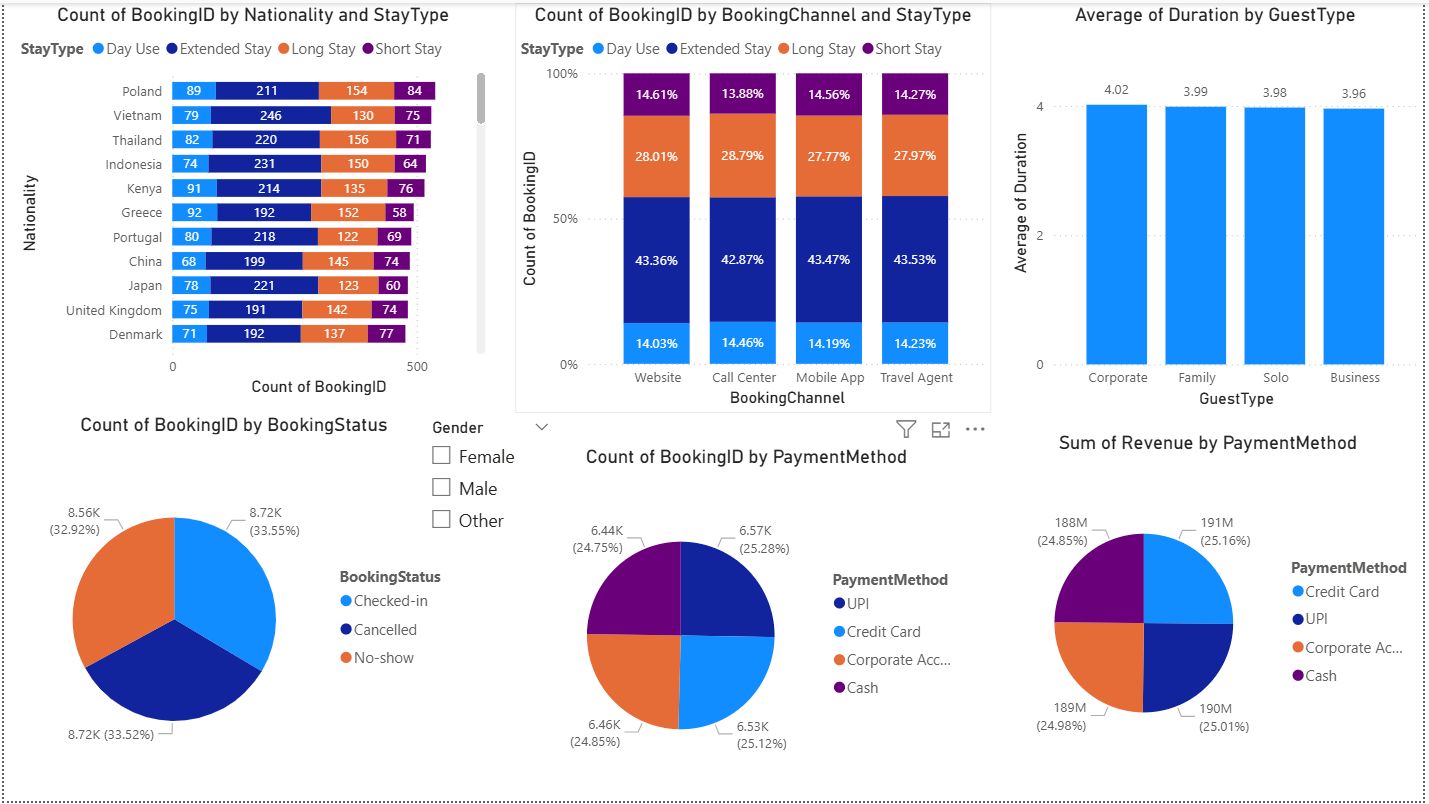 Count of BookingID by Nationality and StayType
StayType Day Use Extended Stay Long Stay Short Stay
Nationality
Poland 89 211 154 84
Vietnam 79 246 130 75
Thailand 82 220 156 71
Indonesia 74 231 150 64
Kenya 91 214 135 76
Greece 92 192 152 58
Portugal 80 218 122 69
China 68 199 145 74
Japan 78 221 123 60
United Kingdom 75 191 142 74
Denmark 71 192 137 77
0 500
Count of BookingID
Count of BookingID by BookingChannel and StayType
StayType Day Use Extended Stay Long Stay Short Stay
Count of BookingID
100%
14.61% 13.88% 14.56% 14.27%
28.01% 28.79% 27.77% 27.97%
50%
43.36% 42.87% 43.47% 43.53%
14.03% 14.46% 14.19% 14.23%
0%
Website Call Center Mobile App Travel Agent
BookingChannel
Average of Duration by GuestType
Average of Duration
4.02 3.99 3.98 3.96
4
2
0
Corporate Family Solo Business
GuestType
Count of BookingID by BookingStatus
8.56K
(32.92%)
8.72K
(33.55%)
8.72K (33.52%)
BookingStatus
Checked-in
Cancelled
No-show
Gender
Female
Male
Other
Count of BookingID by PaymentMethod
6.44K
(24.75%)
6.57K
(25.28%)
6.46K
(24.85%)
6.53K
(25.12%)
PaymentMethod
UPI
Credit Card
Corporate Acc...
Cash
Sum of Revenue by PaymentMethod
188M
(24.85%)
191M
(25.16%)
189M
(24.98%)
190M
(25.01%)
PaymentMethod
Credit Card
UPI
Corporate Ac...
Cash